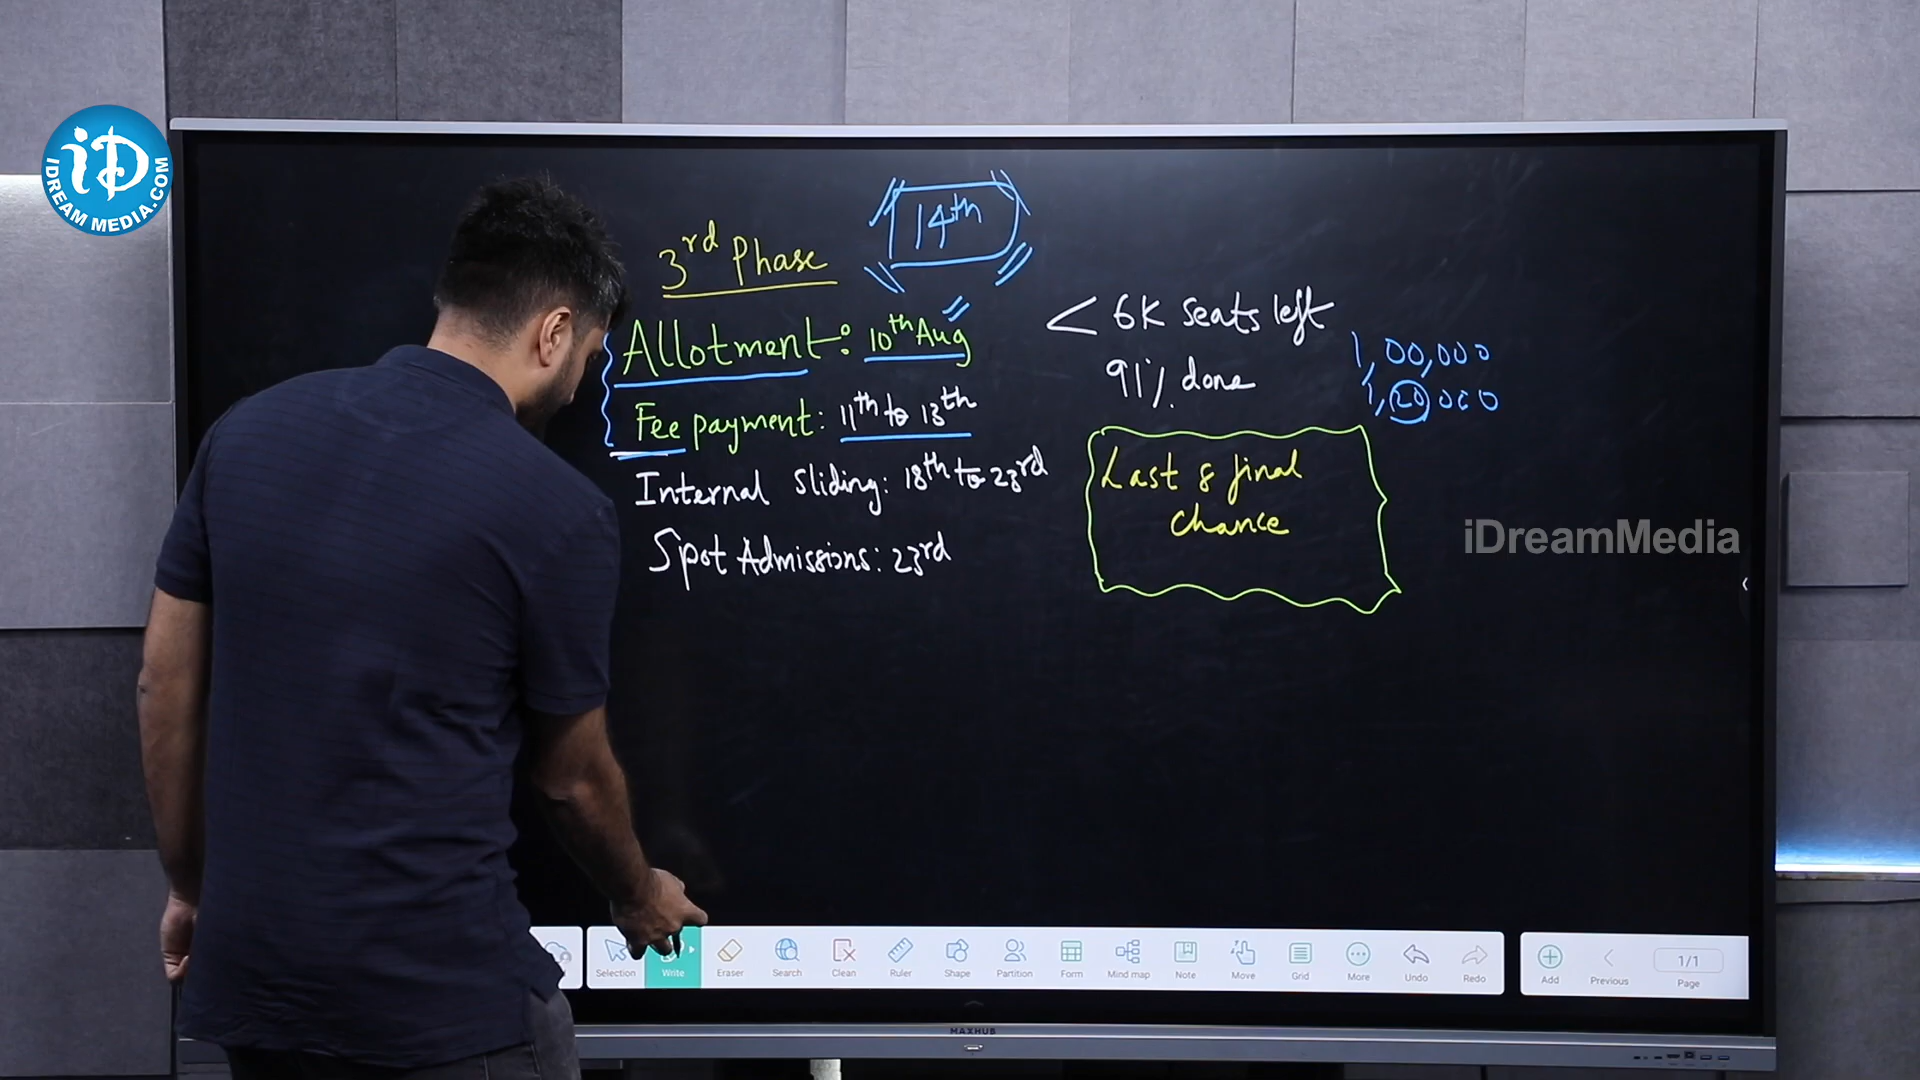 iD
IDREAM MEDIA.COM
14th
3rd Phase
Allotment: 10th Aug
Fee payment: 11th to 13th
Internal Sliding: 18th to 23rd
Spot Admissions: 23rd
< 6K seats left
91% done
1,00,000
1,20,000
Last & final
chance
iDreamMedia
Selection
Write
Eraser
Search
Clean
Ruler
Shape
Partition
Form
Mind map
Note
Move
Grid
More
Undo
Redo
Add
Previous
1/1
Page
MAXHUB